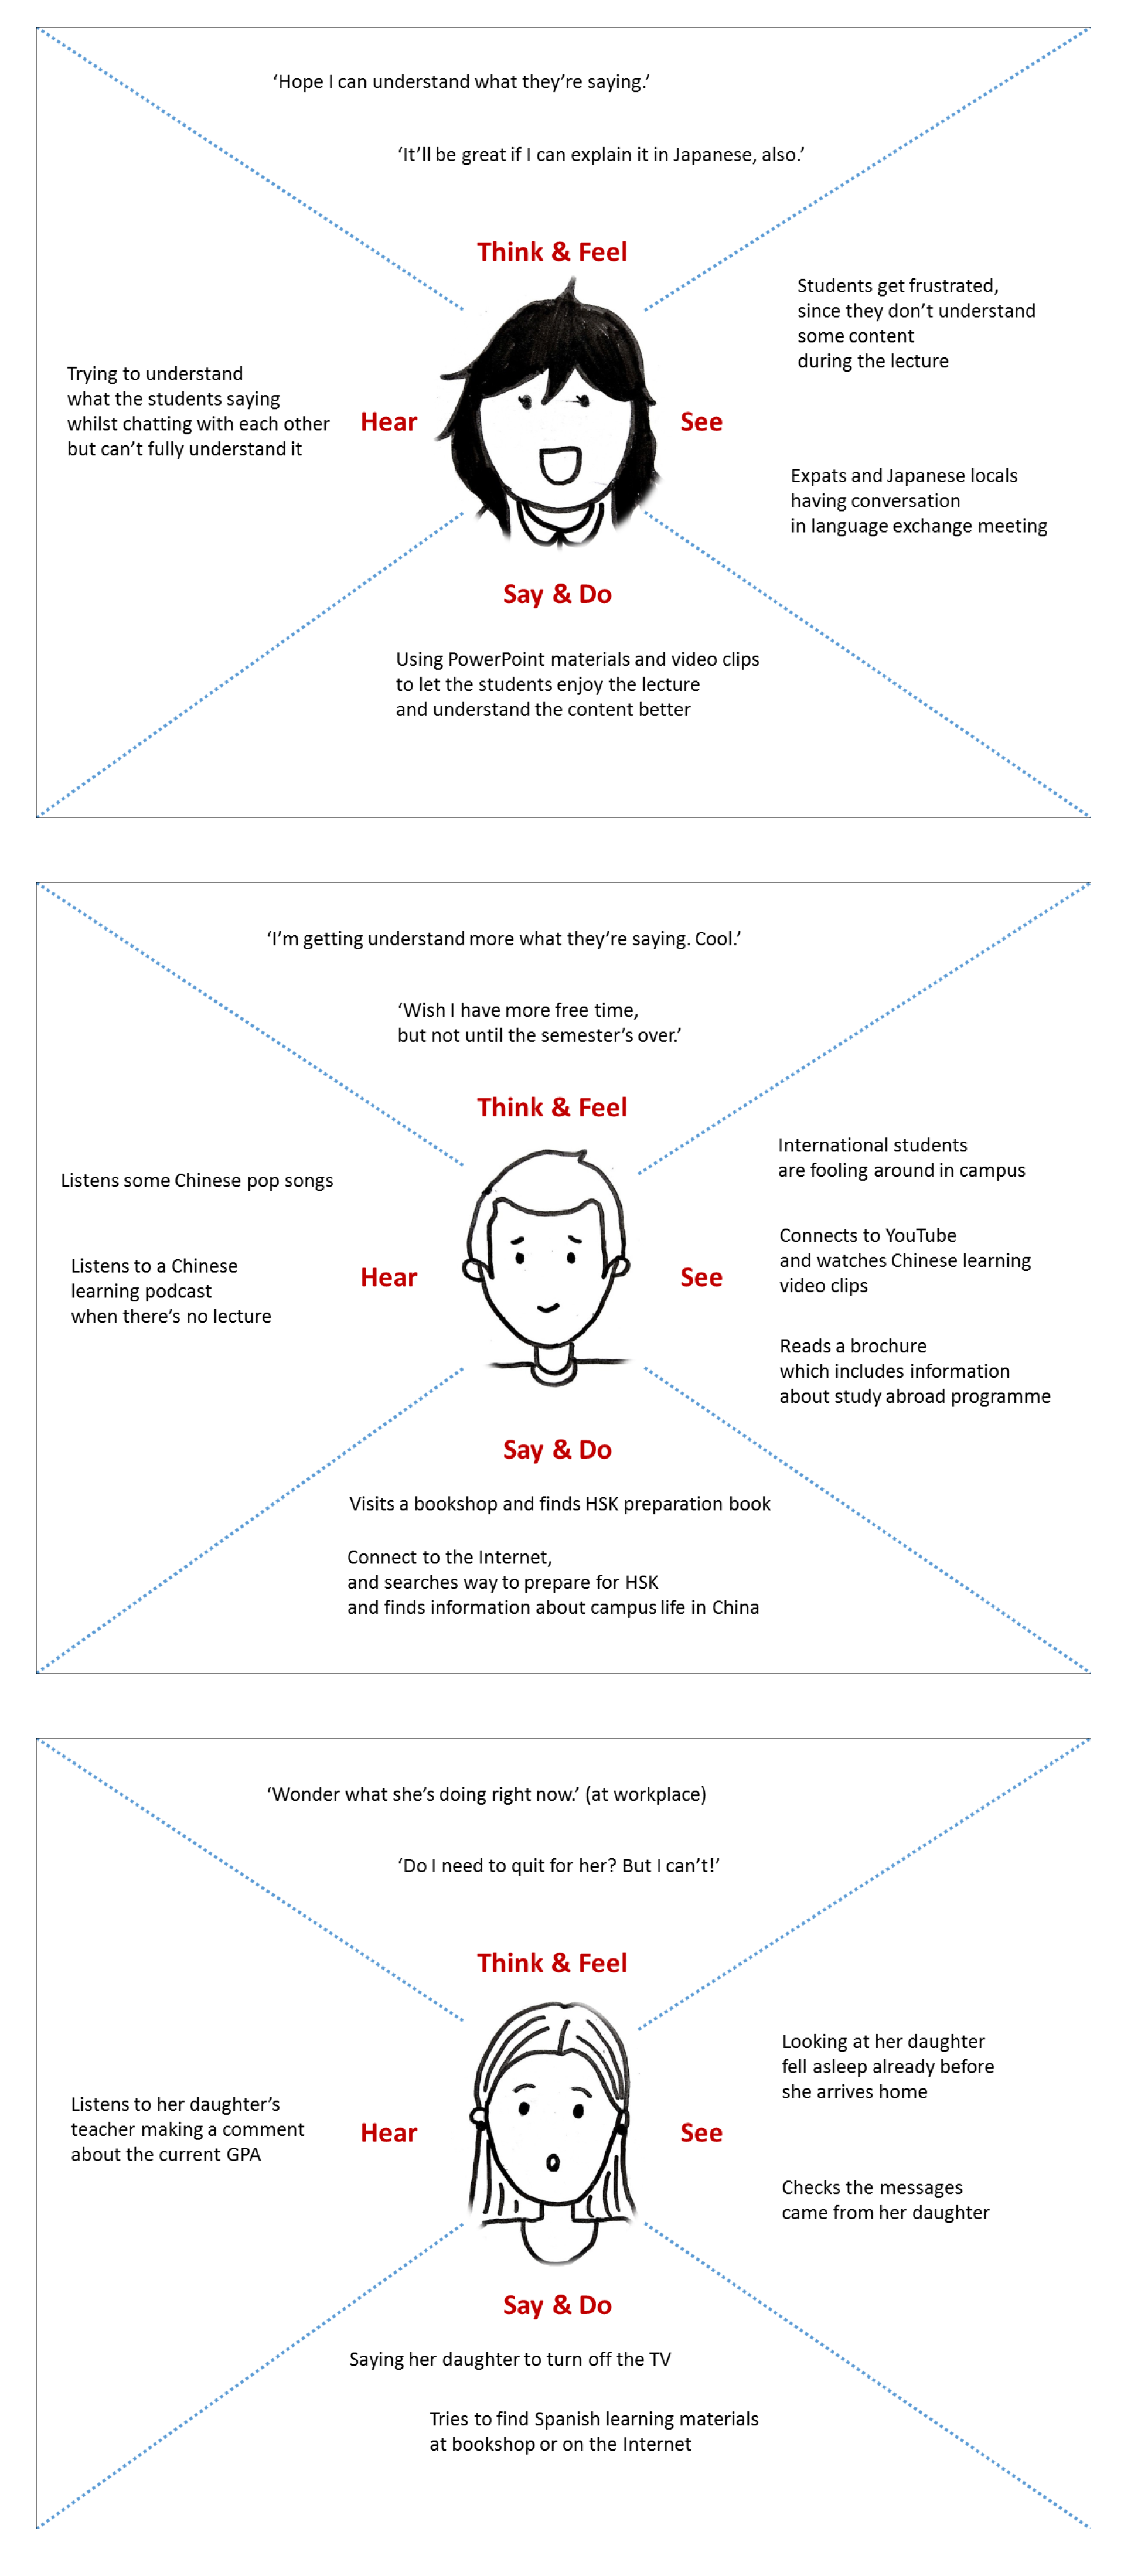 ‘Hope I can understand what they’re saying.’
‘It’ll be great if I can explain it in Japanese, also.’
Think & Feel
Students get frustrated,
since they don’t understand
some content
during the lecture
Trying to understand
what the students saying
whilst chatting with each other
but can’t fully understand it
Hear
See
Expats and Japanese locals
having conversation
in language exchange meeting
Say & Do
Using PowerPoint materials and video clips
to let the students enjoy the lecture
and understand the content better
‘I’m getting understand more what they’re saying. Cool.’
‘Wish I have more free time,
but not until the semester’s over.’
Think & Feel
International students
are fooling around in campus
Listens some Chinese pop songs
Connects to YouTube
and watches Chinese learning
video clips
Listens to a Chinese
learning podcast
when there’s no lecture
Hear
See
Reads a brochure
which includes information
about study abroad programme
Say & Do
Visits a bookshop and finds HSK preparation book
Connect to the Internet,
and searches way to prepare for HSK
and finds information about campus life in China
‘Wonder what she’s doing right now.’ (at workplace)
‘Do I need to quit for her? But I can’t!’
Think & Feel
Looking at her daughter
fell asleep already before
she arrives home
Listens to her daughter’s
teacher making a comment
about the current GPA
Hear
See
Checks the messages
came from her daughter
Say & Do
Saying her daughter to turn off the TV
Tries to find Spanish learning materials
at bookshop or on the Internet